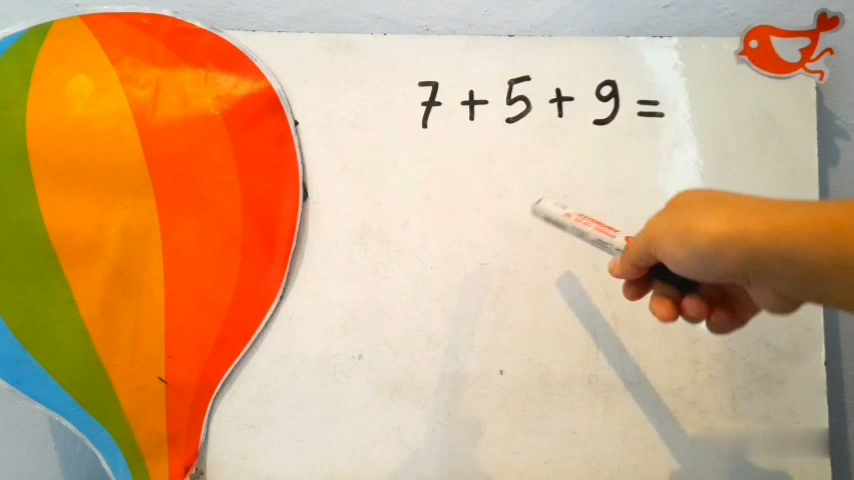 7 + 5 + 9 =